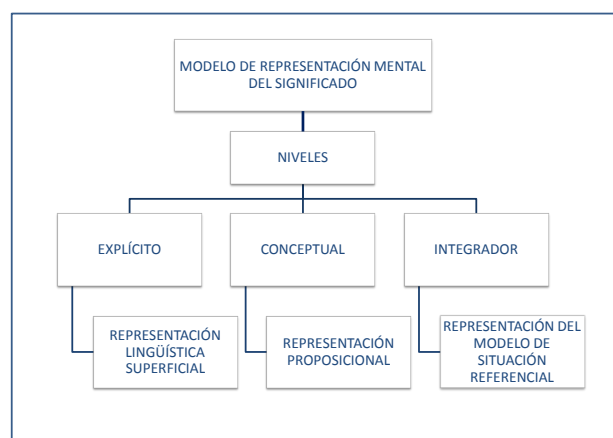 MODELO DE REPRESENTACIÓN MENTAL
DEL SIGNIFICADO
NIVELES
EXPLÍCITO
CONCEPTUAL
INTEGRADOR
REPRESENTACIÓN
LINGÜÍSTICA
SUPERFICIAL
REPRESENTACIÓN
PROPOSICIONAL
REPRESENTACIÓN DEL
MODELO DE
SITUACIÓN
REFERENCIAL